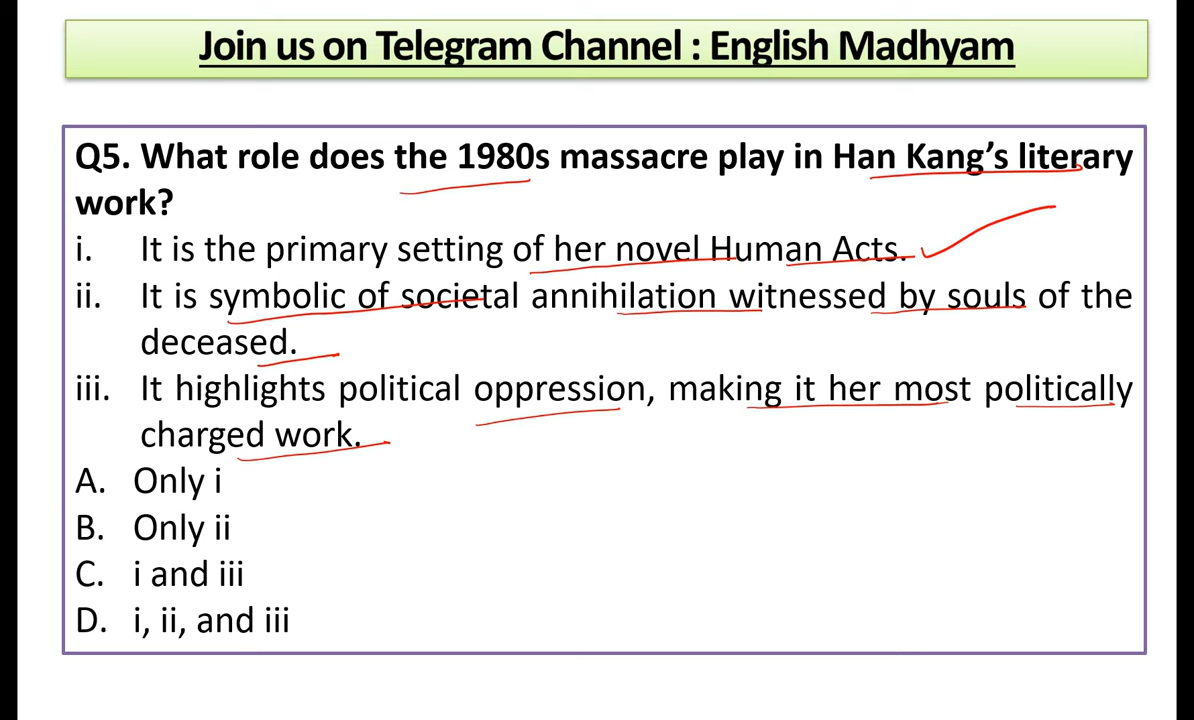 Join us on Telegram Channel : English Madhyam
Q5. What role does the 1980s massacre play in Han Kang’s literary
work?
i. It is the primary setting of her novel Human Acts.
ii. It is symbolic of societal annihilation witnessed by souls of the
deceased.
iii. It highlights political oppression, making it her most politically
charged work.
A. Only i
B. Only ii
C. i and iii
D. i, ii, and iii